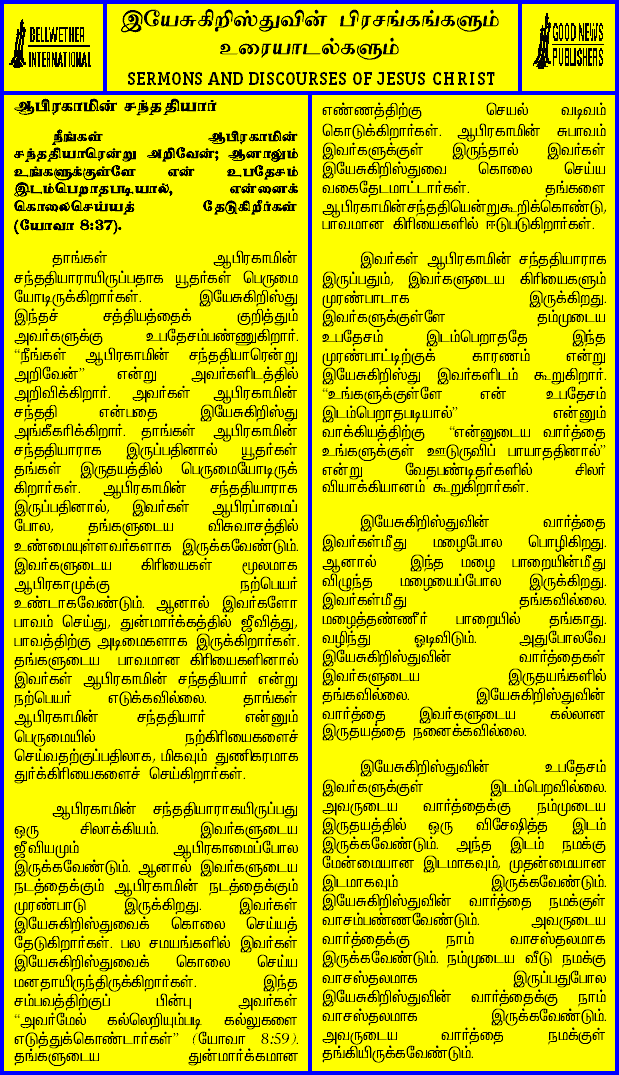 BELLWETHER
INTERNATIONAL
இயேசுகிறிஸ்துவின் பிரசங்கங்களும்
உரையாடல்களும்
SERMONS AND DISCOURSES OF JESUS CHRIST
GOOD NEWS
PUBLISHERS
ஆபிரகாமின் சந்ததியார்
நீங்கள் ஆபிரகாமின்
சந்ததியாரென்று அறிவேன்; ஆனாலும்
உங்களுக்குள்ளே என் உபதேசம்
இடம்பெறாதபடியால், என்னைக்
கொலைசெய்யத் தேடுகிறீர்கள்
(யோவா 8:37).
தாங்கள் ஆபிரகாமின்
சந்ததியாராயிருப்பதாக யூதர்கள் பெருமை
யோடிருக்கிறார்கள். இயேசுகிறிஸ்து
இந்தச் சத்தியத்தைக் குறித்தும்
அவர்களுக்கு உபதேசம்பண்ணுகிறார்.
“நீங்கள் ஆபிரகாமின் சந்ததியாரென்று
அறிவேன்” என்று அவர்களிடத்தில்
அறிவிக்கிறார். அவர்கள் ஆபிரகாமின்
சந்ததி என்பதை இயேசுகிறிஸ்து
அங்கீகரிக்கிறார். தாங்கள் ஆபிரகாமின்
சந்ததியாராக இருப்பதினால் யூதர்கள்
தங்கள் இருதயத்தில் பெருமையோடிருக்
கிறார்கள். ஆபிரகாமின் சந்ததியாராக
இருப்பதினால், இவர்கள் ஆபிரப்ாமைப்
போல, தங்களுடைய விசுவாசத்தில்
உண்மையுள்ளவர்களாக இருக்கவேண்டும்.
இவர்களுடைய கிரியைகள் மூலமாக
ஆபிரகாமுக்கு நற்பெயர்
உண்டாகவேண்டும். ஆனால் இவர்களோ
பாவம் செய்து, துன்மார்க்கத்தில் ஜீவித்து,
பாவத்திற்கு அடிமைகளாக இருக்கிறார்கள்.
தங்களுடைய பாவமான கிரியைகளினால்
இவர்கள் ஆபிரகாமின் சந்ததியார் என்று
நற்பெயர் எடுக்கவில்லை. தாங்கள்
ஆபிரகாமின் சந்ததியார் என்னும்
பெருமையில் நற்கிரியைகளைச்
செய்வதற்குப்பதிலாக, மிகவும் துணிகரமாக
துர்க்கிரியைகளைச் செய்கிறார்கள்.
ஆபிரகாமின் சந்ததியாராகயிருப்பது
ஒரு சிலாக்கியம். இவர்களுடைய
ஜீவியமும் ஆபிரகாமைப்போல
இருக்கவேண்டும். ஆனால் இவர்களுடைய
நடத்தைக்கும் ஆபிரகாமின் நடத்தைக்கும்
முரண்பாடு இருக்கிறது. இவர்கள்
இயேசுகிறிஸ்துவைக் கொலை செய்யத்
தேடுகிறார்கள். பல சமயங்களில் இவர்கள்
இயேசுகிறிஸ்துவைக் கொலை செய்ய
மனதாயிருந்திருக்கிறார்கள். இந்த
சம்பவத்திற்குப் பின்பு அவர்கள்
“அவர்மேல் கல்லெறியும்படி கல்லுகளை
எடுத்துக்கொண்டார்கள்” (யோவா 8:59).
தங்களுடைய துன்மார்க்கமான
எண்ணத்திற்கு செயல் வடிவம்
கொடுக்கிறார்கள். ஆபிரகாமின் சுபாவம்
இவர்களுக்குள் இருந்தால் இவர்கள்
இயேசுகிறிஸ்துவை கொலை செய்ய
வகைதேடமாட்டார்கள். தங்களை
ஆபிரகாமின்சந்ததியென்றுகூறிக்கொண்டு,
பாவமான கிரியைகளில் ஈடுபடுகிறார்கள்.
இவர்கள் ஆபிரகாமின் சந்ததியாராக
இருப்பதும், இவர்களுடைய கிரியைகளும்
முரண்பாடாக இருக்கிறது.
இவர்களுக்குள்ளே தம்முடைய
உபதேசம் இடம்பெறாததே இந்த
முரண்பாட்டிற்குக் காரணம் என்று
இயேசுகிறிஸ்து இவர்களிடம் கூறுகிறார்.
“உங்களுக்குள்ளே என் உபதேசம்
இடம்பெறாதபடியால்” என்னும்
வாக்கியத்திற்கு “என்னுடைய வார்த்தை
உங்களுக்குள் ஊடுருவிப் பாயாததினால்”
என்று வேதபண்டிதர்களில் சிலர்
வியாக்கியானம் கூறுகிறார்கள்.
இயேசுகிறிஸ்துவின் வார்த்தை
இவர்கள்மீது மழைபோல பொழிகிறது.
ஆனால் இந்த மழை பாறையின்மீது
விழுந்த மழையைப்போல இருக்கிறது.
இவர்கள்மீது தங்கவில்லை.
மழைத்தண்ணீர் பாறையில் தங்காது.
வழிந்து ஓடிவிடும். அதுபோலவே
இயேசுகிறிஸ்துவின் வார்த்தைகள்
இவர்களுடைய இருதயங்களில்
தங்கவில்லை. இயேசுகிறிஸ்துவின்
வார்த்தை இவர்களுடைய கல்லான
இருதயத்தை நனைக்கவில்லை.
இயேசுகிறிஸ்துவின் உபதேசம்
இவர்களுக்குள் இடம்பெறவில்லை.
அவருடைய வார்த்தைக்கு நம்முடைய
இருதயத்தில் ஒரு விசேஷித்த இடம்
இருக்கவேண்டும். அந்த இடம் நமக்கு
மேன்மையான இடமாகவும், முதன்மையான
இடமாகவும் இருக்கவேண்டும்.
இயேசுகிறிஸ்துவின் வார்த்தை நமக்குள்
வாசம்பண்ணவேண்டும். அவருடைய
வார்த்தைக்கு நாம் வாசஸ்தலமாக
இருக்கவேண்டும். நம்முடைய வீடு நமக்கு
வாசஸ்தலமாக இருப்பதுபோல
இயேசுகிறிஸ்துவின் வார்த்தைக்கு நாம்
வாசஸ்தலமாக இருக்கவேண்டும்.
அவருடைய வார்த்தை நமக்குள்
தங்கியிருக்கவேண்டும்.